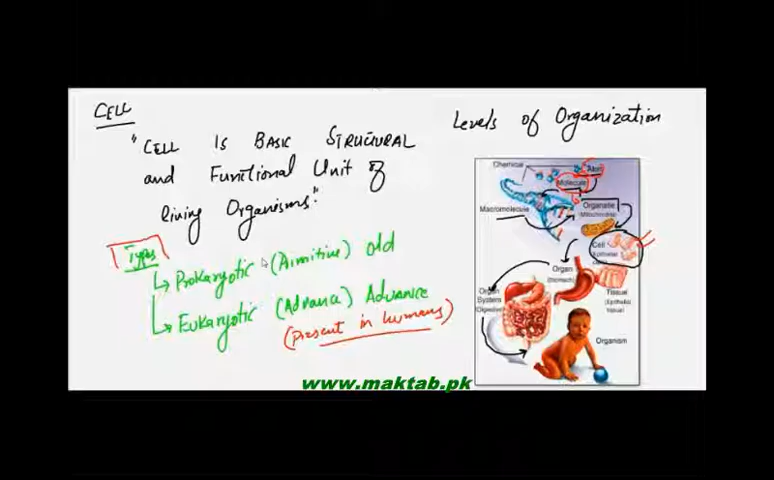 CELL
"CELL Is BASIC STRUCTURAL
and Functional Unit of
living Organisms"
Types
Prokaryotic (Primitive) old
Eukaryotic (Advance) Advance
(Present in humans)
Levels of Organization
Chemical
Atom
Molecule
Macromolecule
Organelle
(Mitochondria)
Cell
(Epithelial
Organ
(Stomach)
Tissue
(Epithelial
tissue)
Organ
System
(Digestive)
Organism
www.maktab.pk